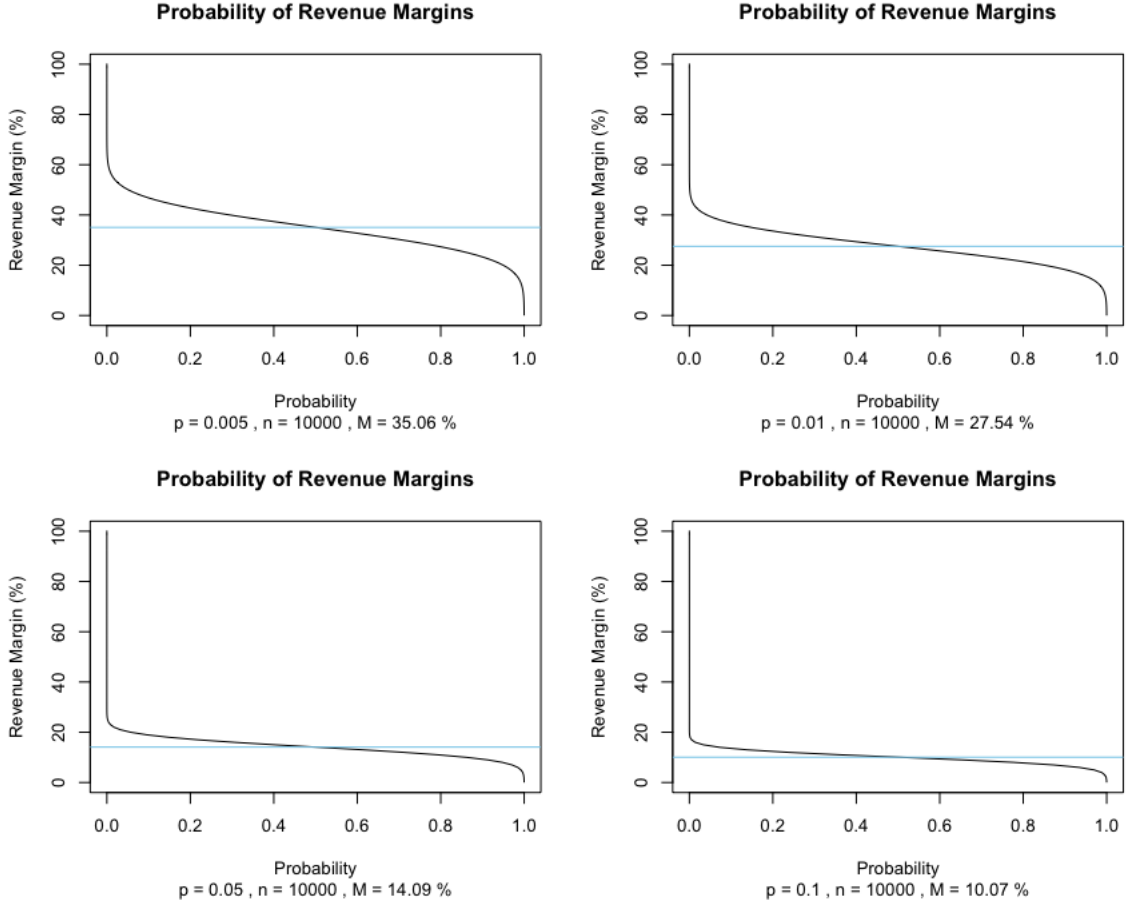 Probability of Revenue Margins
Revenue Margin (%)
100
80
60
40
20
0
0.0 0.2 0.4 0.6 0.8 1.0
Probability
p = 0.005 , n = 10000 , M = 35.06 %
Probability of Revenue Margins
Revenue Margin (%)
100
80
60
40
20
0
0.0 0.2 0.4 0.6 0.8 1.0
Probability
p = 0.01 , n = 10000 , M = 27.54 %
Probability of Revenue Margins
Revenue Margin (%)
100
80
60
40
20
0
0.0 0.2 0.4 0.6 0.8 1.0
Probability
p = 0.05 , n = 10000 , M = 14.09 %
Probability of Revenue Margins
Revenue Margin (%)
100
80
60
40
20
0
0.0 0.2 0.4 0.6 0.8 1.0
Probability
p = 0.1 , n = 10000 , M = 10.07 %